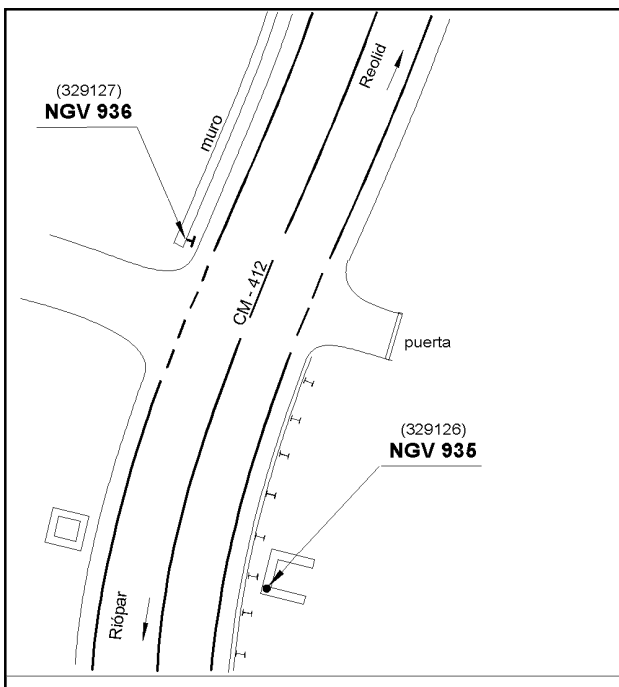 Reolid
(329127)
NGV 936
muro
CM - 412
puerta
(329126)
NGV 935
Riópar